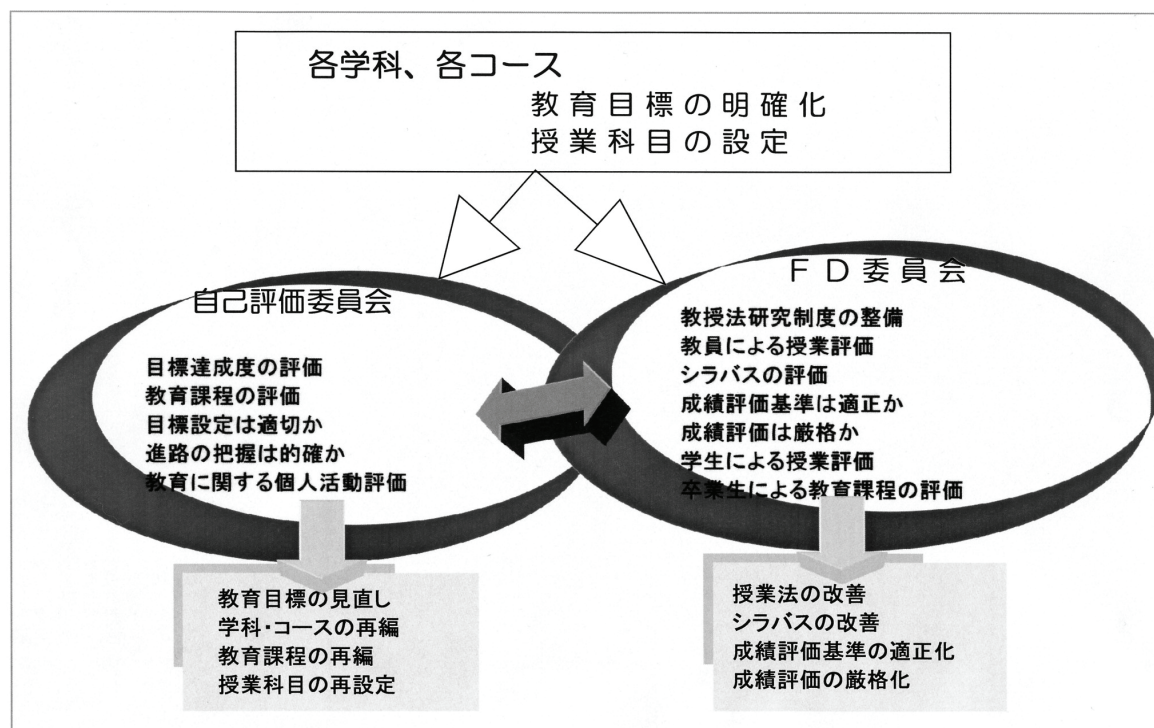 各学科、各コース
教育目標の明確化
授業科目の設定
自己評価委員会
目標達成度の評価
教育課程の評価
目標設定は適切か
進路の把握は的確か
教育に関する個人活動評価
教育目標の見直し
学科・コースの再編
教育課程の再編
授業科目の再設定
ＦＤ委員会
教授法研究制度の整備
教員による授業評価
シラバスの評価
成績評価基準は適正か
成績評価は厳格か
学生による授業評価
卒業生による教育課程の評価
授業法の改善
シラバスの改善
成績評価基準の適正化
成績評価の厳格化